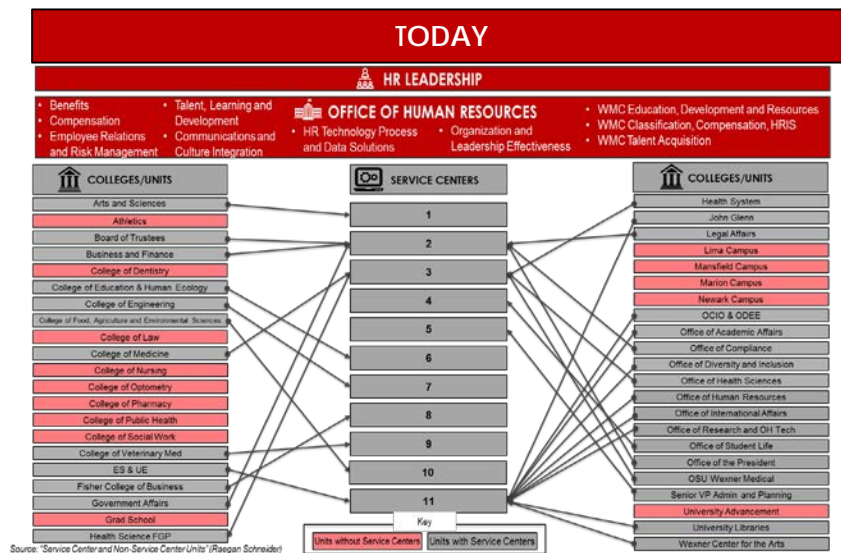 TODAY
HR LEADERSHIP
• Benefits
• Compensation
• Employee Relations
and Risk Management
• Talent, Learning and
Development
• Communications and
Culture Integration
OFFICE OF HUMAN RESOURCES
• HR Technology Process
and Data Solutions
• Organization and
Leadership Effectiveness
• WMC Education, Development and Resources
• WMC Classification, Compensation, HRIS
• WMC Talent Acquisition
COLLEGES/UNITS
Arts and Sciences
Athletics
Board of Trustees
Business and Finance
College of Dentistry
College of Education & Human Ecology
College of Engineering
College of Food, Agriculture and Environmental Sciences
College of Law
College of Medicine
College of Nursing
College of Optometry
College of Pharmacy
College of Public Health
College of Social Work
College of Veterinary Med
ES & UE
Fisher College of Business
Government Affairs
Grad School
Health Science FGP
SERVICE CENTERS
1
2
3
4
5
6
7
8
9
10
11
COLLEGES/UNITS
Health System
John Glenn
Legal Affairs
Lima Campus
Mansfield Campus
Marion Campus
Newark Campus
OCIO & ODEE
Office of Academic Affairs
Office of Compliance
Office of Diversity and Inclusion
Office of Health Sciences
Office of Human Resources
Office of International Affairs
Office of Research and OH Tech
Office of Student Life
Office of the President
OSU Wexner Medical
Senior VP Admin and Planning
University Advancement
University Libraries
Wexner Center for the Arts
Key
Units without Service Centers
Units with Service Centers
Source: "Service Center and Non-Service Center Units" (Raegan Schneider)